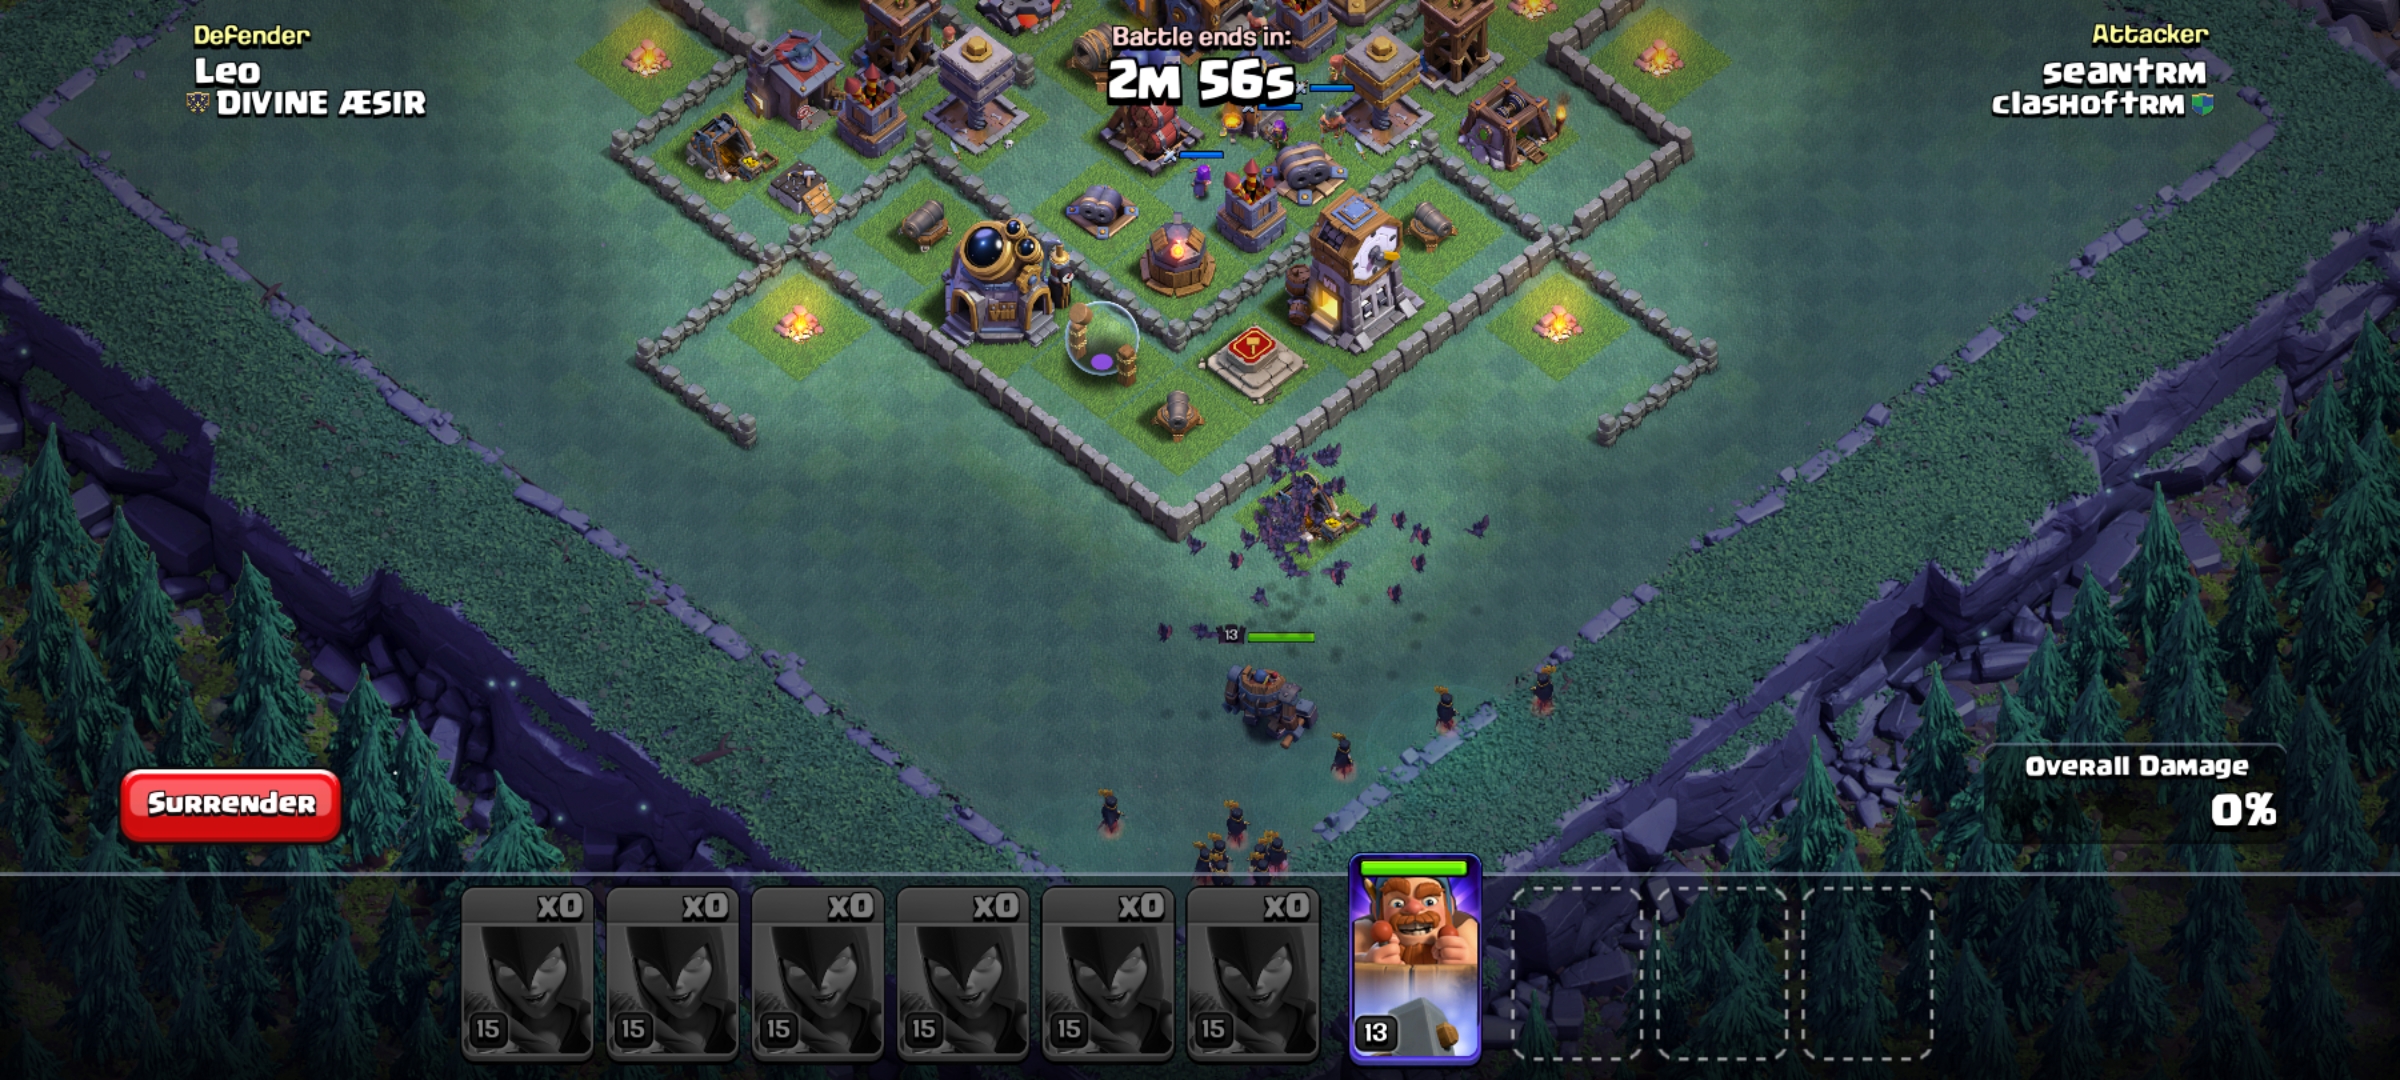 Defender
Leo
DIVINE ÆSIR
Battle ends in:
2M 56s
Attacker
seantRM
clashoftRM
VIII
13
Surrender
Overall Damage
0%
x0
x0
x0
x0
x0
x0
15
15
15
15
15
15
13